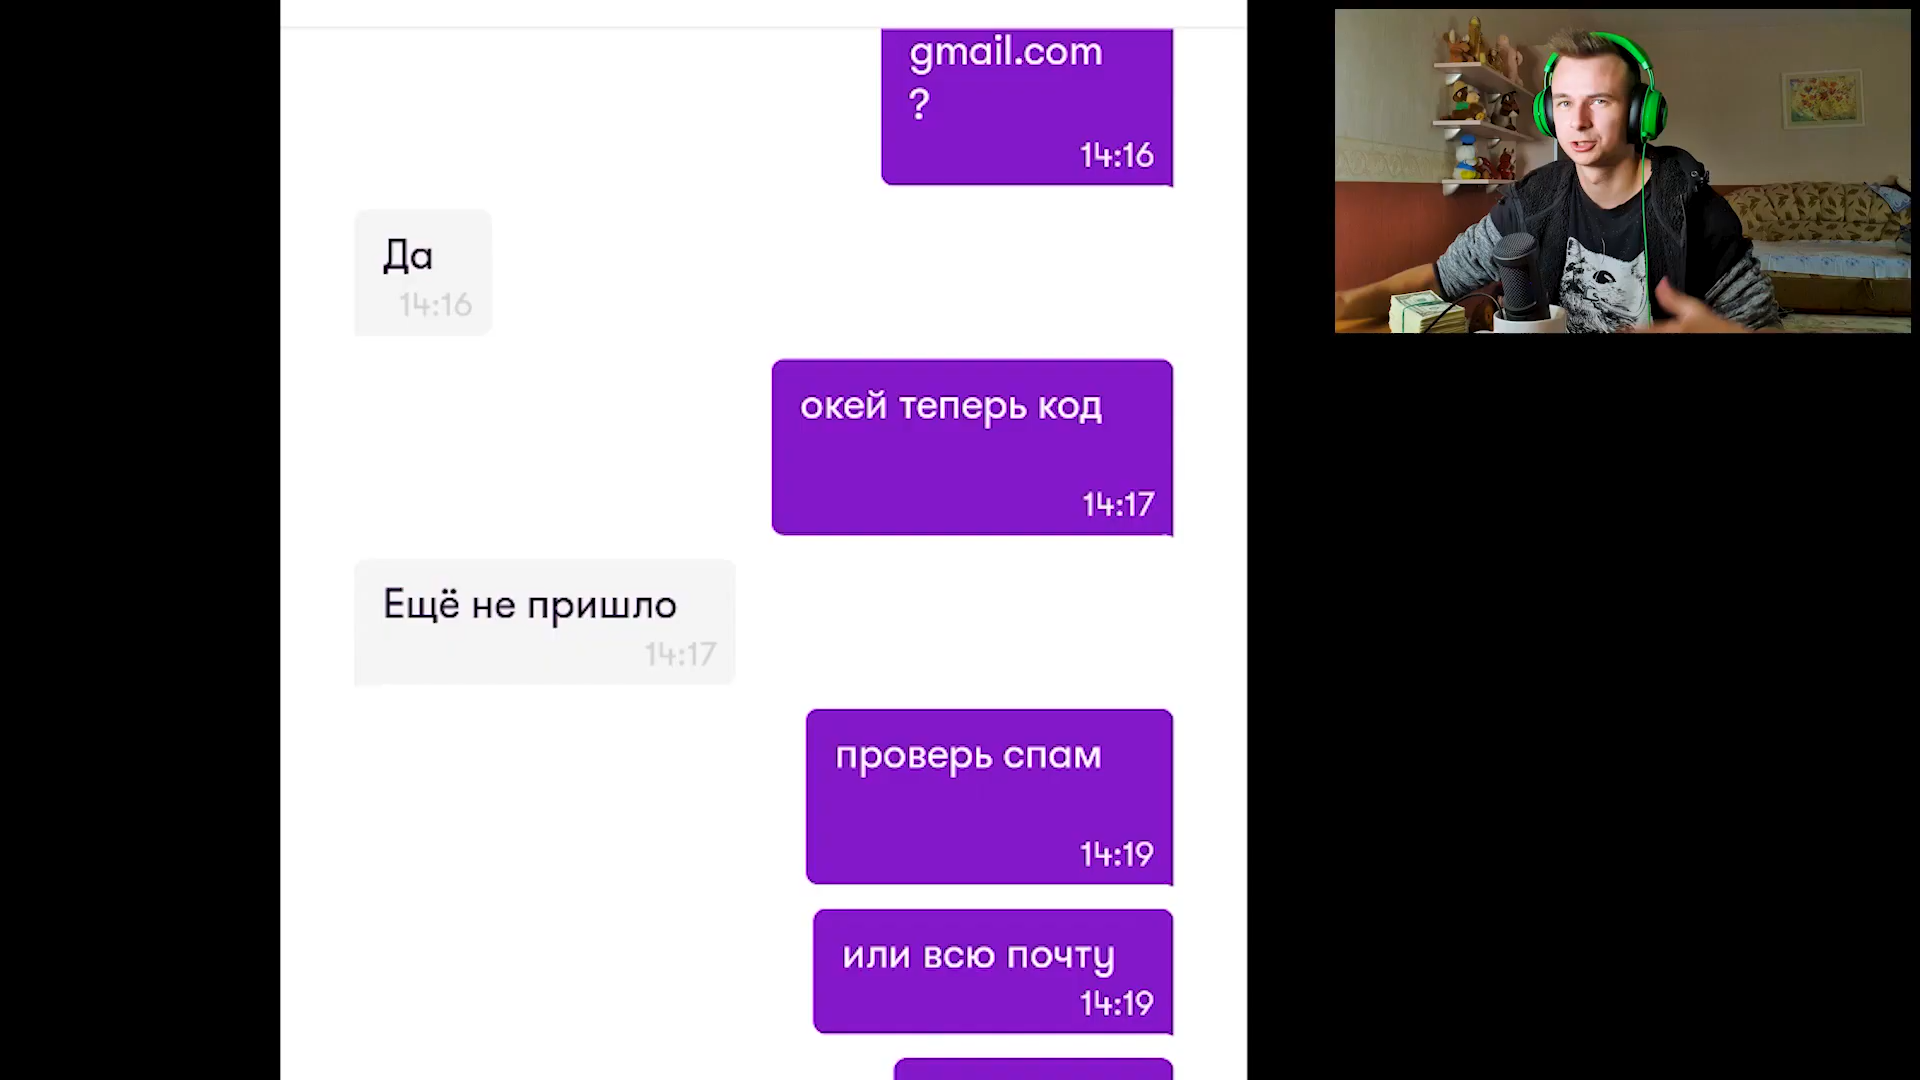 gmail.com
?
14:16
Да
14:16
окей теперь код
14:17
Ещё не пришло
14:17
проверь спам
14:19
или всю почту
14:19